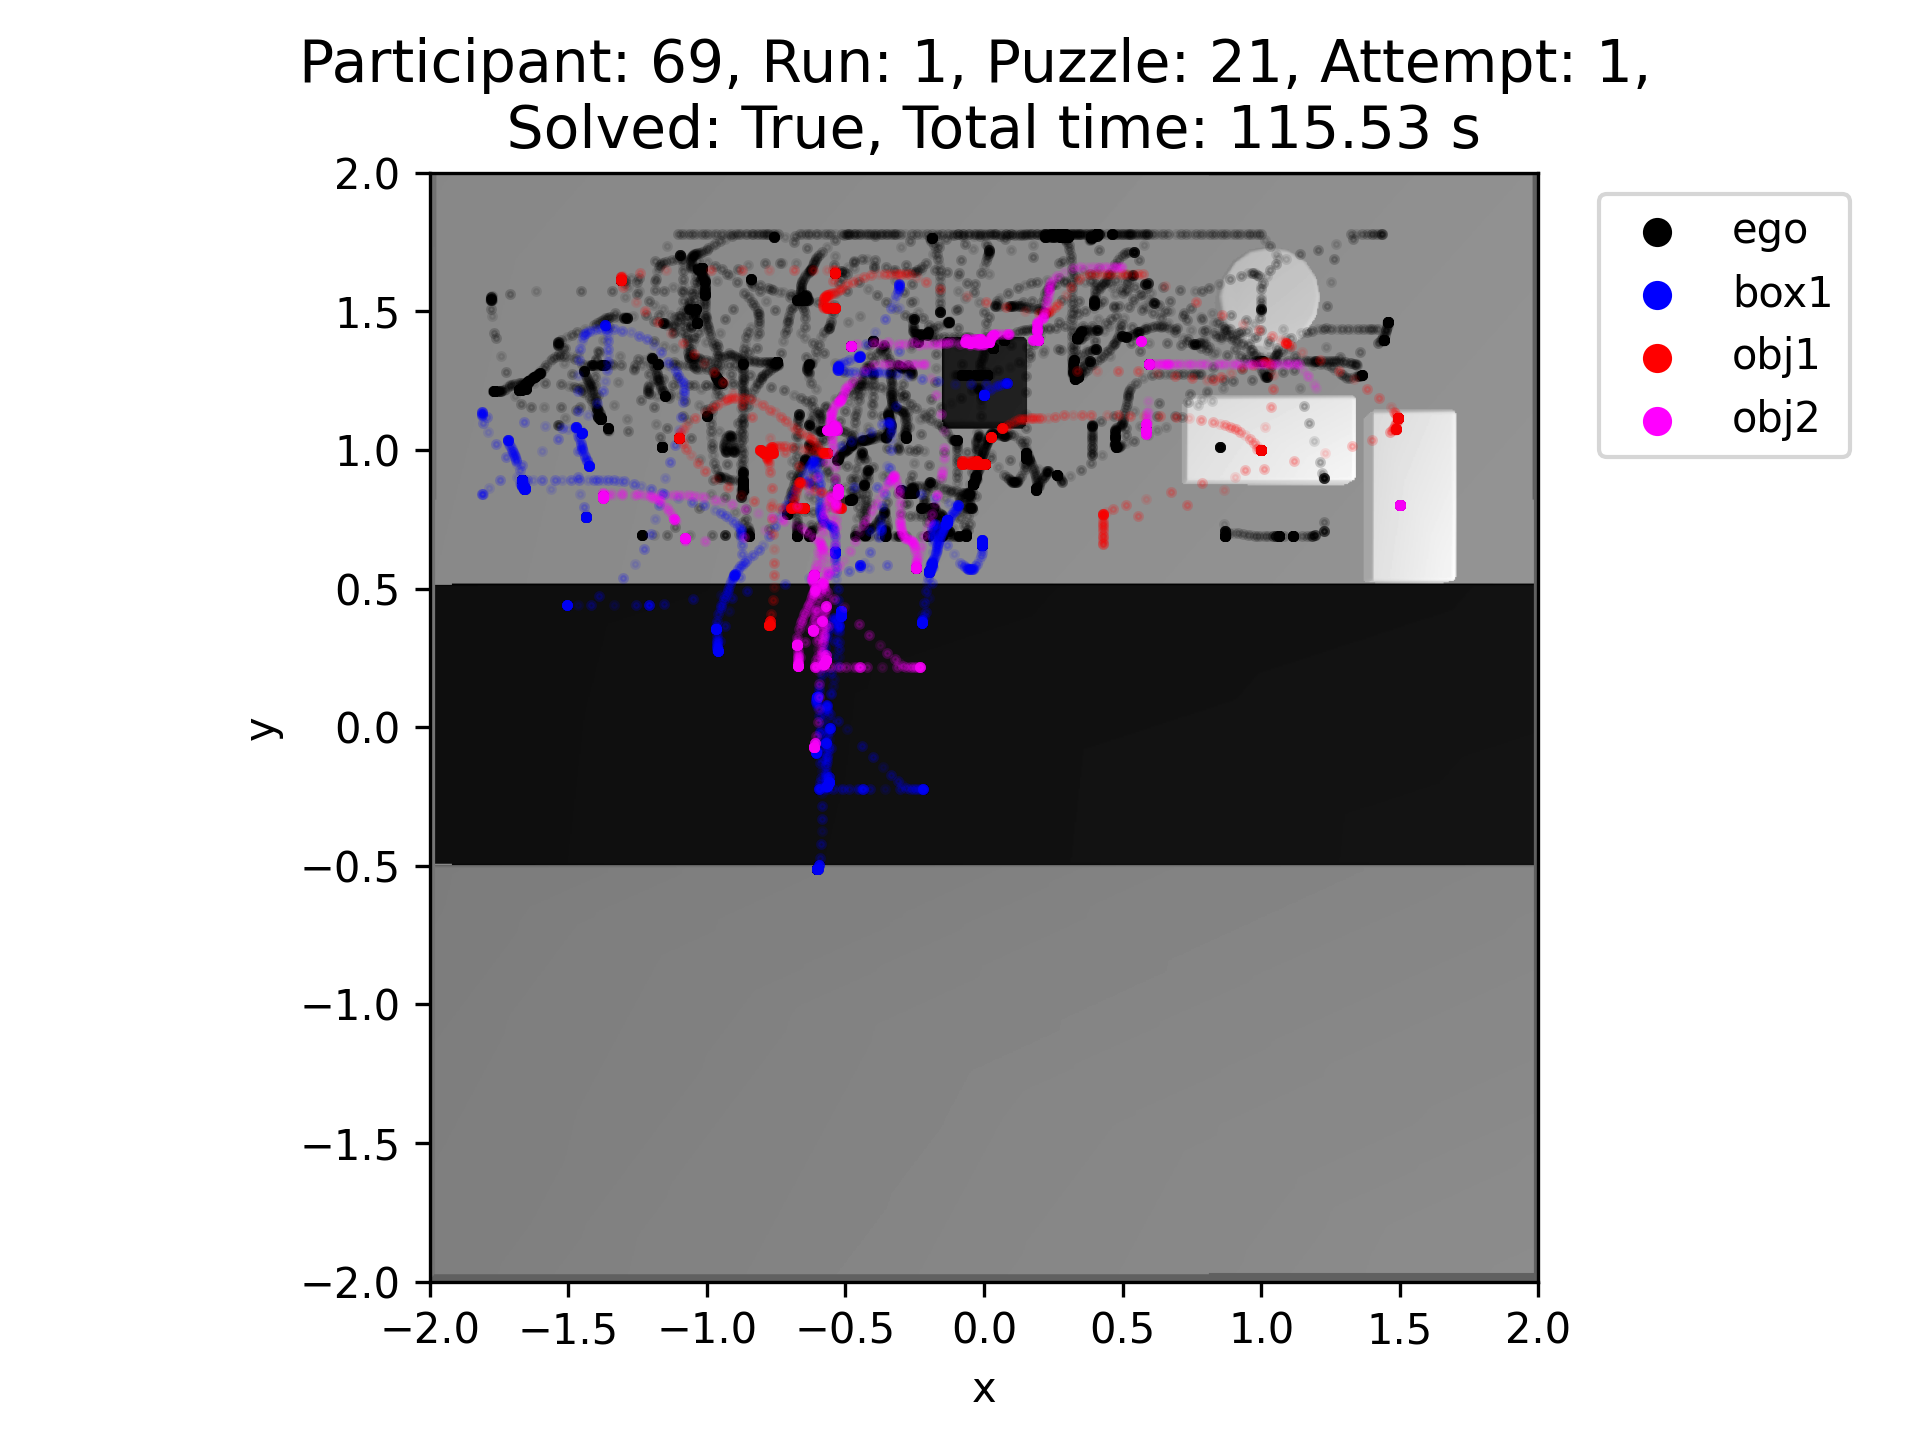 Participant: 69, Run: 1, Puzzle: 21, Attempt: 1,
Solved: True, Total time: 115.53 s
ego
box1
obj1
obj2
2.0
1.5
1.0
0.5
0.0
−0.5
−1.0
−1.5
−2.0
y
−2.0 −1.5 −1.0 −0.5 0.0 0.5 1.0 1.5 2.0
x